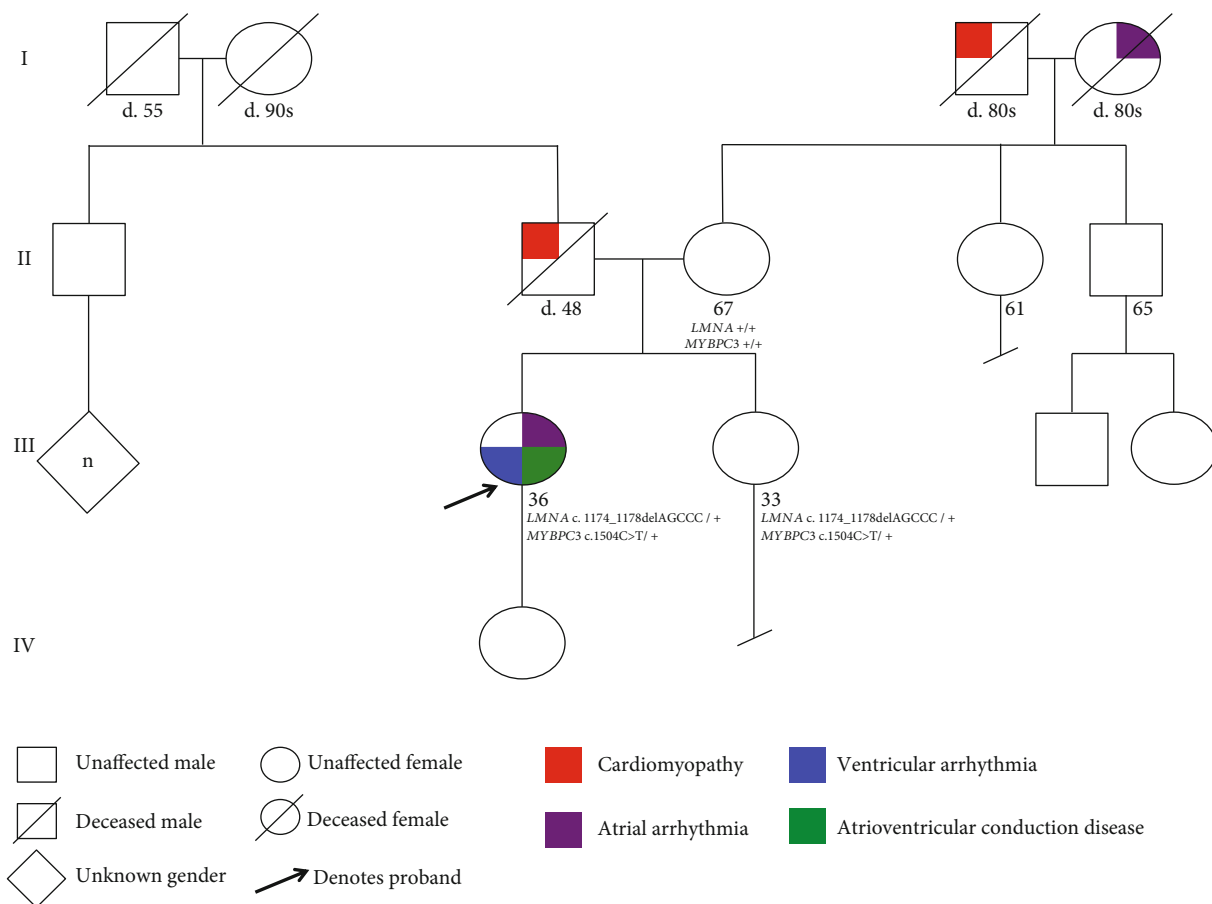 I
d. 55
d. 90s
d. 80s
d. 80s
II
d. 48
67
LMNA +/+
MYBPC3 +/+
61
65
III
n
36
LMNA c. 1174_1178delAGCCC / +
MYBPC3 c.1504C>T/ +
33
LMNA c. 1174_1178delAGCCC / +
MYBPC3 c.1504C>T/ +
IV
Unaffected male
Unaffected female
Cardiomyopathy
Ventricular arrhythmia
Deceased male
Deceased female
Atrial arrhythmia
Atrioventricular conduction disease
Unknown gender
Denotes proband